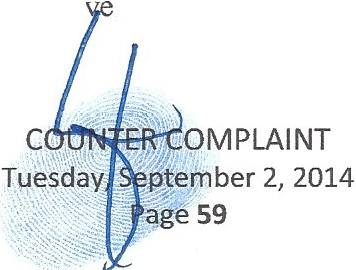 ve
COUNTER COMPLAINT
Tuesday, September 2, 2014
Page 59